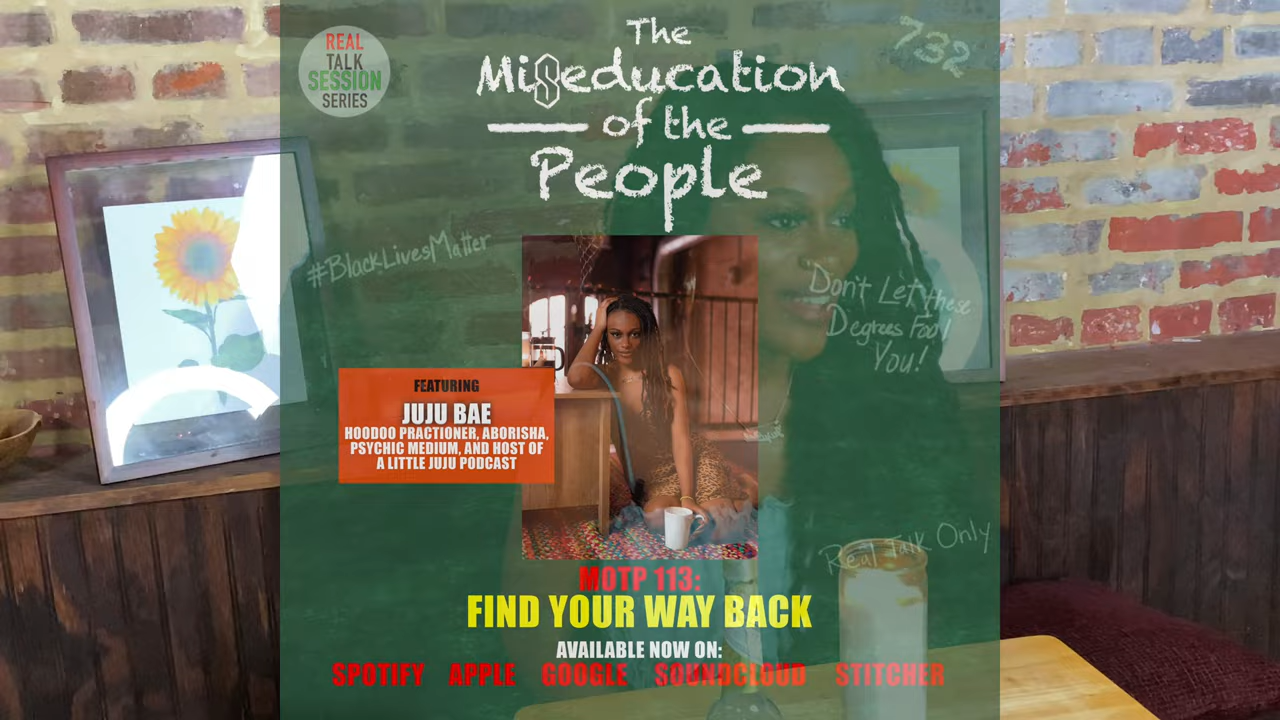 REAL
TALK
SESSION
SERIES
The
Miseducation
of the
People
732
#BlackLivesMatter
Don't Let these
Degrees Fool
You!
FEATURING
JUJU BAE
HOODOO PRACTIONER, ABORISHA,
PSYCHIC MEDIUM, AND HOST OF
A LITTLE JUJU PODCAST
Real Talk Only
MOTP 113:
FIND YOUR WAY BACK
AVAILABLE NOW ON:
SPOTIFY APPLE GOOGLE SOUNDCLOUD STITCHER